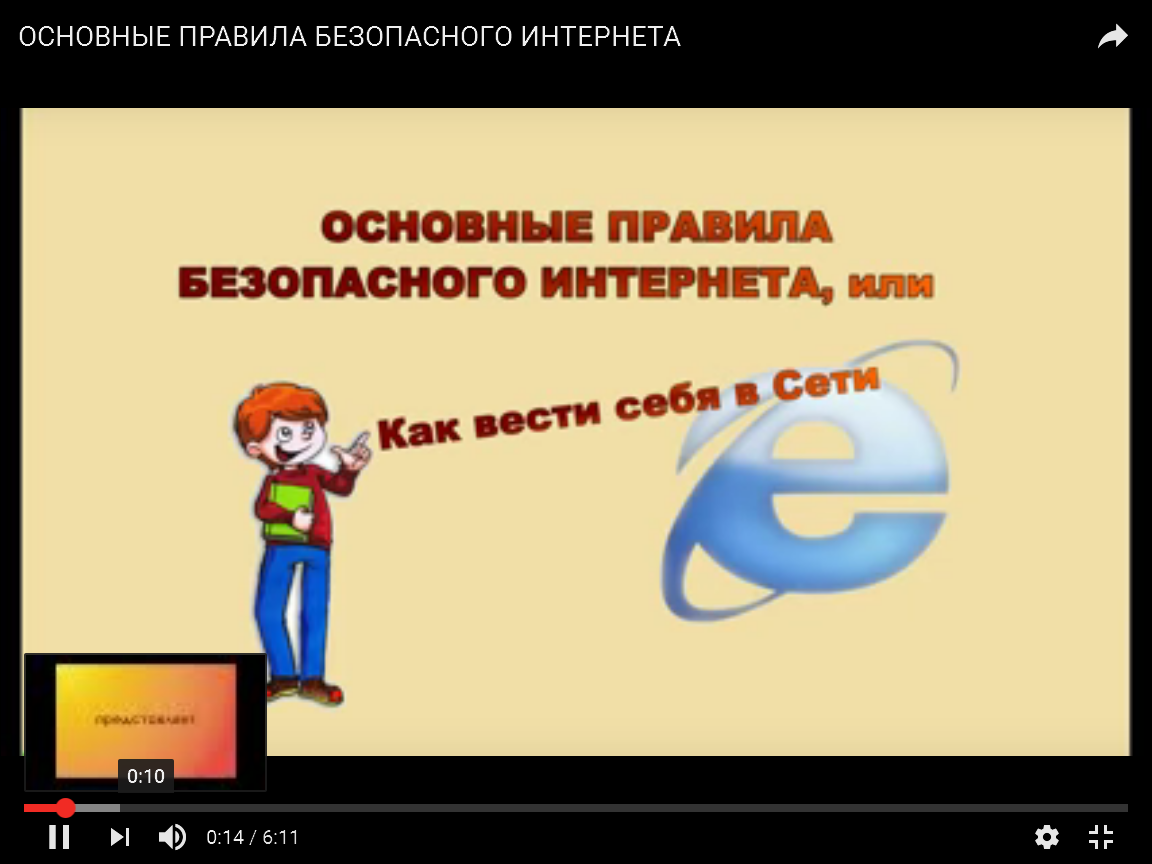 ОСНОВНЫЕ ПРАВИЛА БЕЗОПАСНОГО ИНТЕРНЕТА
ОСНОВНЫЕ ПРАВИЛА
БЕЗОПАСНОГО ИНТЕРНЕТА, или
Как вести себя в Сети
представляет
0:10
0:14 / 6:11